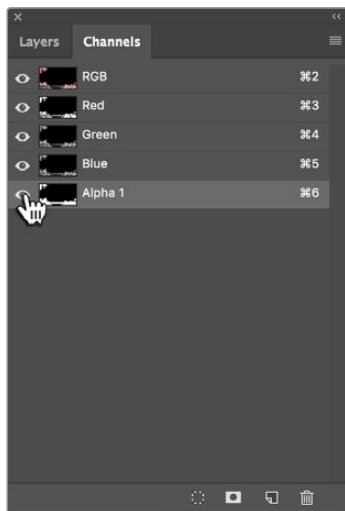 Layers Channels
RGB ⌘2
Red ⌘3
Green ⌘4
Blue ⌘5
Alpha 1 ⌘6